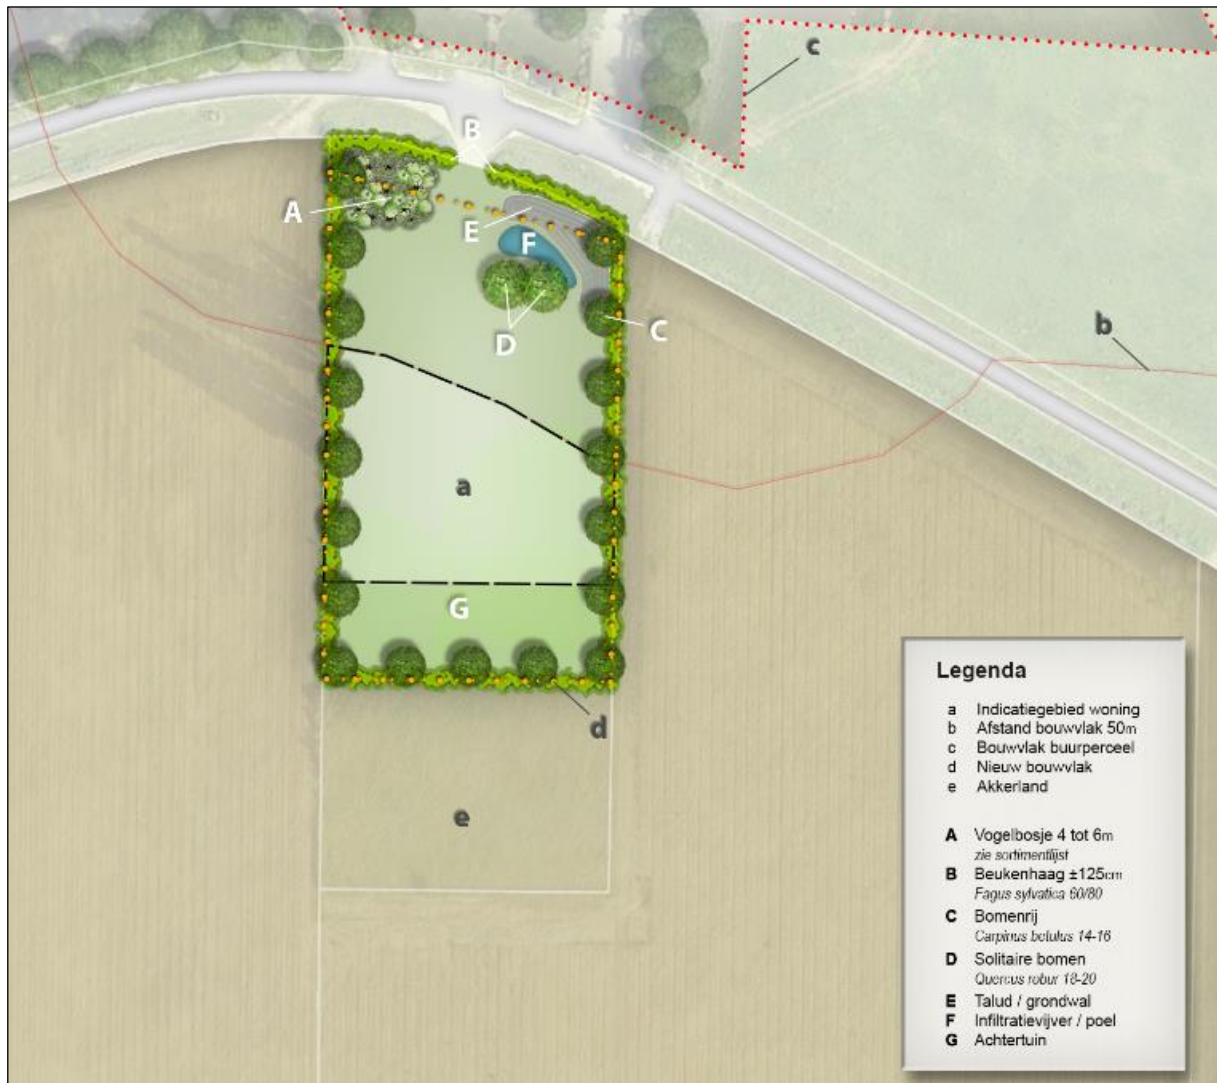 c
B
A
E
F
D
C
b
a
G
d
e
Legenda
a Indicatiegebied woning
b Afstand bouwvlak 50m
c Bouwvlak buurperceel
d Nieuw bouwvlak
e Akkerland
A Vogelbosje 4 tot 6m
zie sortimentlijst
B Beukenhaag ±125cm
Fagus sylvatica 60/80
C Bomenrij
Carpinus betulus 14-16
D Solitaire bomen
Quercus robur 18-20
E Talud / grondwal
F Infiltratievijver / poel
G Achtertuin